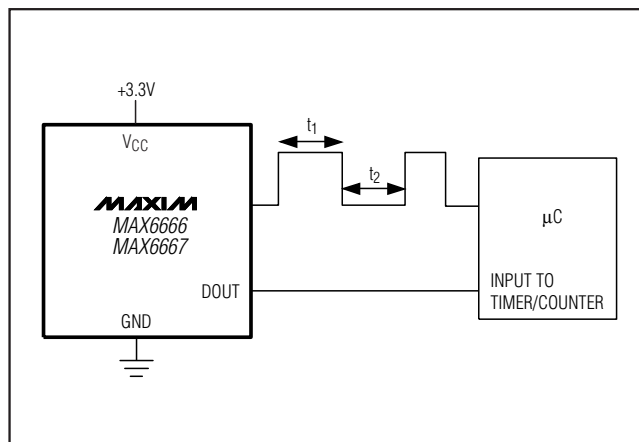 +3.3V
VCC
t1
t2
MAXIM
MAX6666
MAX6667
μC
DOUT
INPUT TO
TIMER/COUNTER
GND